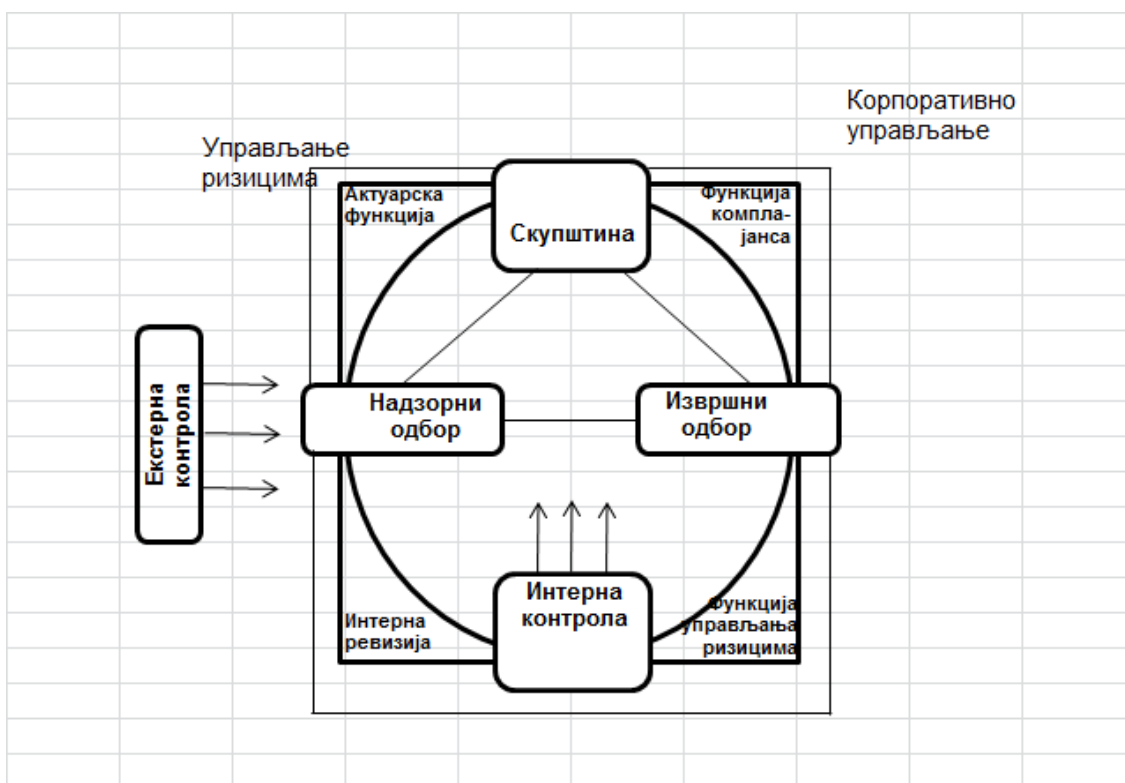 Корпоративно
управљање
Управљање
ризицима
Актуарска
функција
Функција
компла-
јанса
Скупштина
Екстерна
контрола
Надзорни
одбор
Извршни
одбор
Интерна
контрола
Интерна
ревизија
Функција
управљања
ризицима